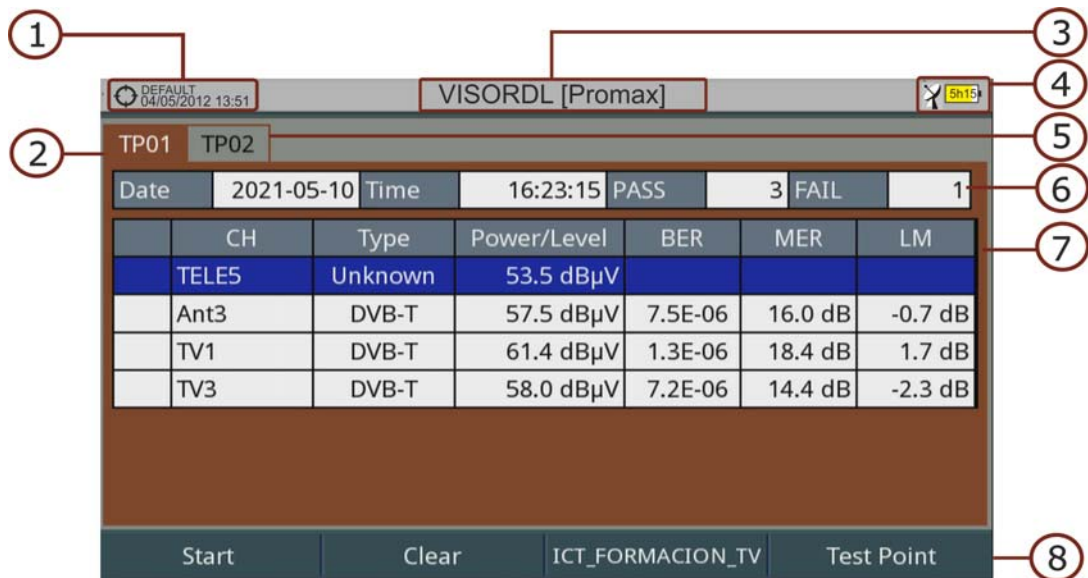 1
3
DEFAULT
04/05/2012 13:51
VISORDL [Promax]
5h15
4
2
TP01 TP02
5
Date 2021-05-10 Time 16:23:15 PASS 3 FAIL 1
6
CH Type Power/Level BER MER LM
7
TELE5 Unknown 53.5 dBµV
Ant3 DVB-T 57.5 dBµV 7.5E-06 16.0 dB -0.7 dB
TV1 DVB-T 61.4 dBµV 1.3E-06 18.4 dB 1.7 dB
TV3 DVB-T 58.0 dBµV 7.2E-06 14.4 dB -2.3 dB
Start Clear ICT_FORMACION_TV Test Point
8